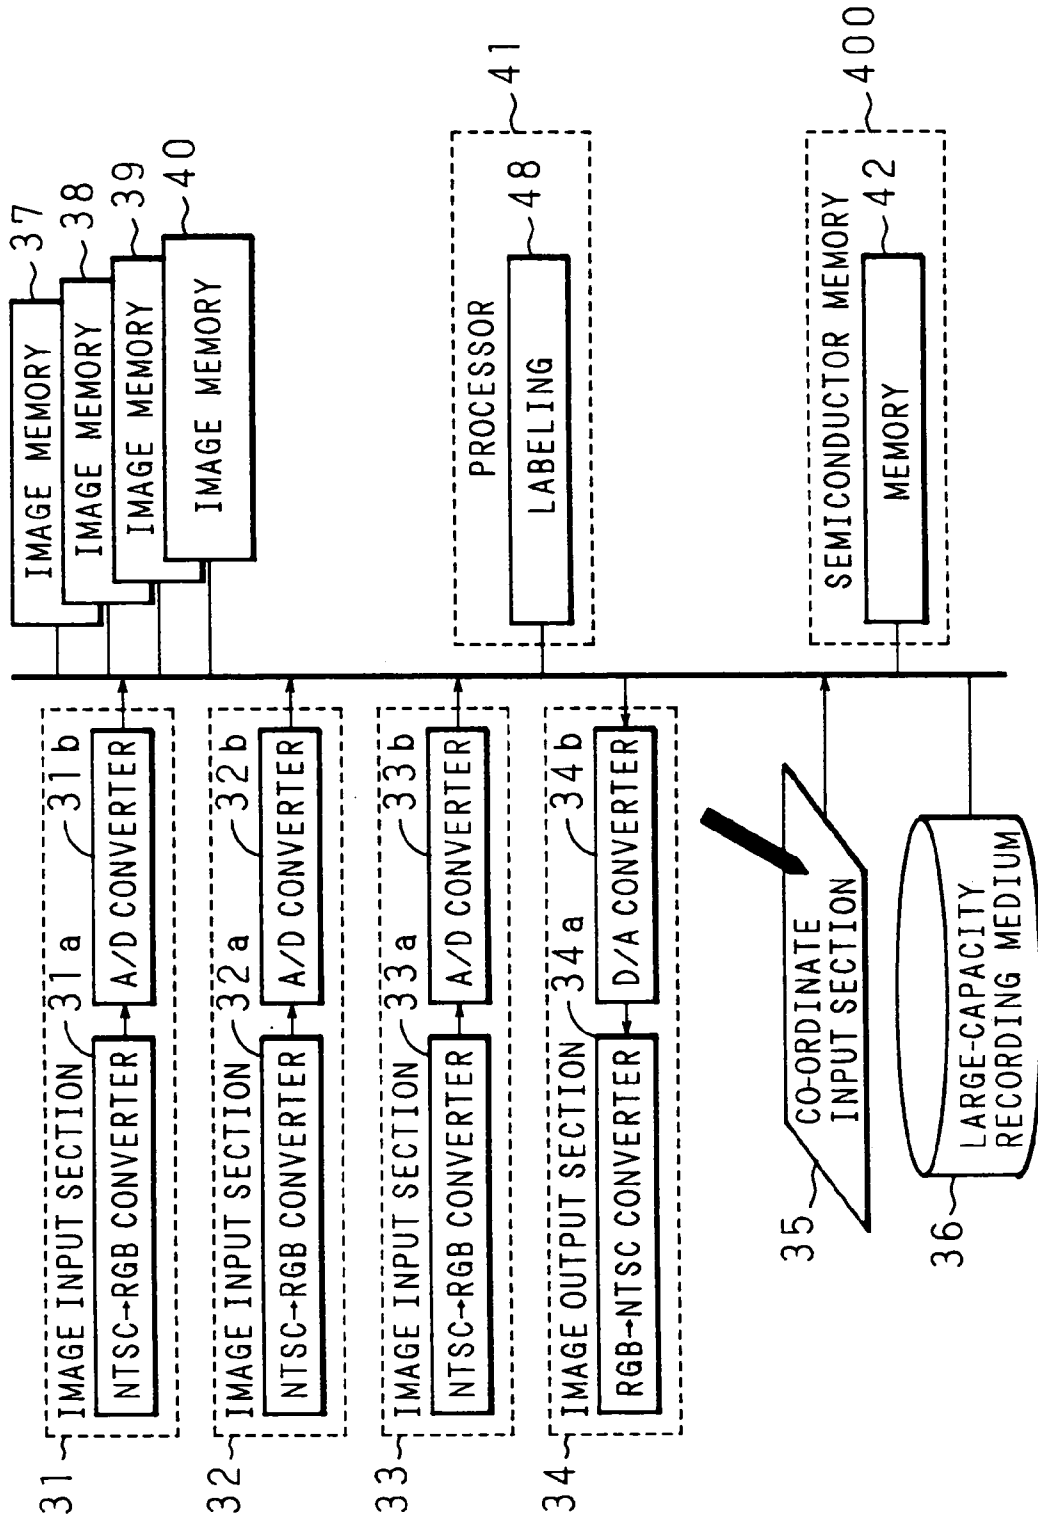 31
IMAGE INPUT SECTION
31a
31b
NTSC→RGB CONVERTER
A/D CONVERTER
32
IMAGE INPUT SECTION
32a
32b
NTSC→RGB CONVERTER
A/D CONVERTER
33
IMAGE INPUT SECTION
33a
33b
NTSC→RGB CONVERTER
A/D CONVERTER
34
IMAGE OUTPUT SECTION
34a
34b
RGB→NTSC CONVERTER
D/A CONVERTER
35
CO-ORDINATE
INPUT SECTION
36
LARGE-CAPACITY
RECORDING MEDIUM
IMAGE MEMORY
37
IMAGE MEMORY
38
IMAGE MEMORY
39
IMAGE MEMORY
40
PROCESSOR
41
LABELING
48
SEMICONDUCTOR MEMORY
400
MEMORY
42